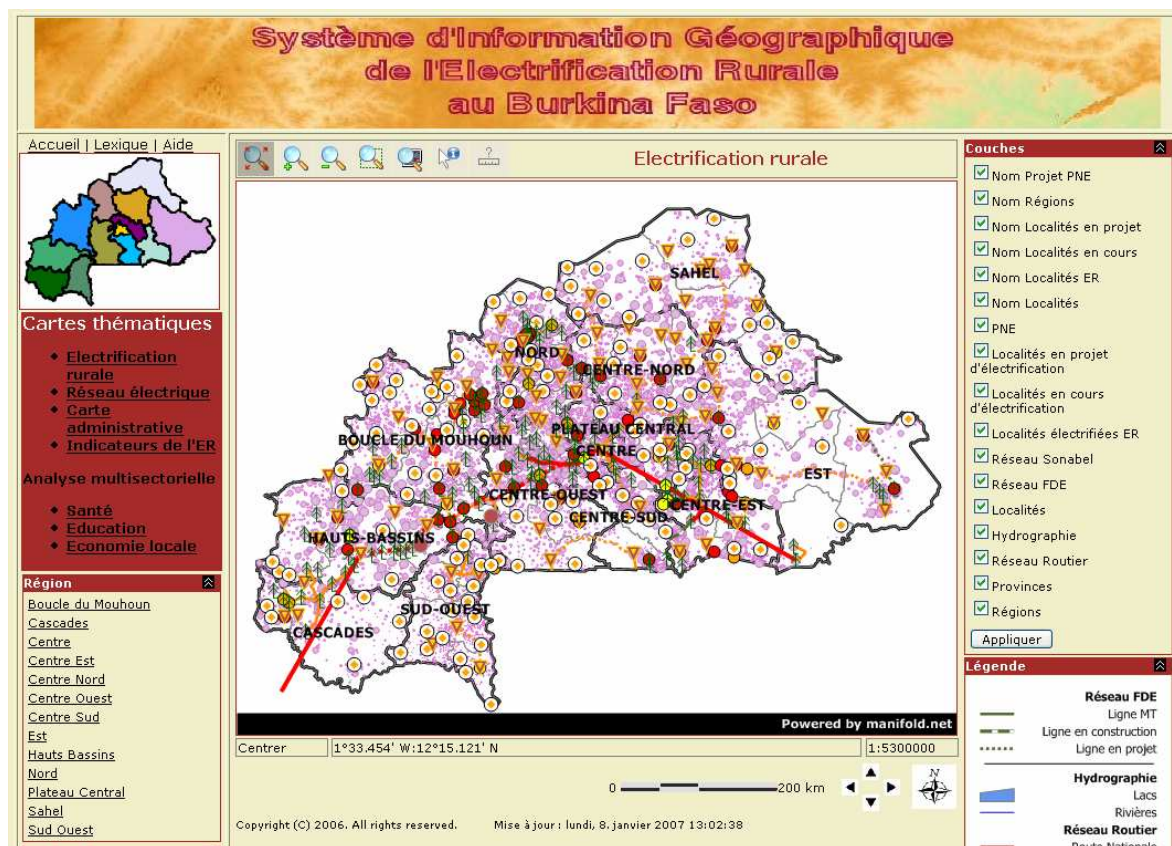 Système d'Information Géographique
de l'Electrification Rurale
au Burkina Faso
Accueil | Lexique | Aide
Cartes thématiques
Electrification
rurale
Réseau électrique
Carte
administrative
Indicateurs de l'ER
Analyse multisectorielle
Santé
Education
Economie locale
Région
Boucle du Mouhoun
Cascades
Centre
Centre Est
Centre Nord
Centre Ouest
Centre Sud
Est
Hauts Bassins
Nord
Plateau Central
Sahel
Sud Ouest
Electrification rurale
SAHEL
NORD
CENTRE-NORD
PLATEAU CENTRAL
BOUCLE DU MOUHOUN
CENTRE
EST
CENTRE-OUEST
CENTRE-EST
CENTRE-SUD
HAUTS-BASSINS
SUD-OUEST
CASCADES
Powered by manifold.net
Centrer
1°33.454' W:12°15.121' N
1:5300000
0
200 km
N
Copyright (C) 2006. All rights reserved.
Mise à jour : lundi, 8. janvier 2007 13:02:38
Couches
Nom Projet PNE
Nom Régions
Nom Localités en projet
Nom Localités en cours
Nom Localités ER
Nom Localités
PNE
Localités en projet
d'électrification
Localités en cours
d'électrification
Localités électrifiées ER
Réseau Sonabel
Réseau FDE
Localités
Hydrographie
Réseau Routier
Provinces
Régions
Appliquer
Légende
Réseau FDE
Ligne MT
Ligne en construction
Ligne en projet
Hydrographie
Lacs
Rivières
Réseau Routier
Route Nationale